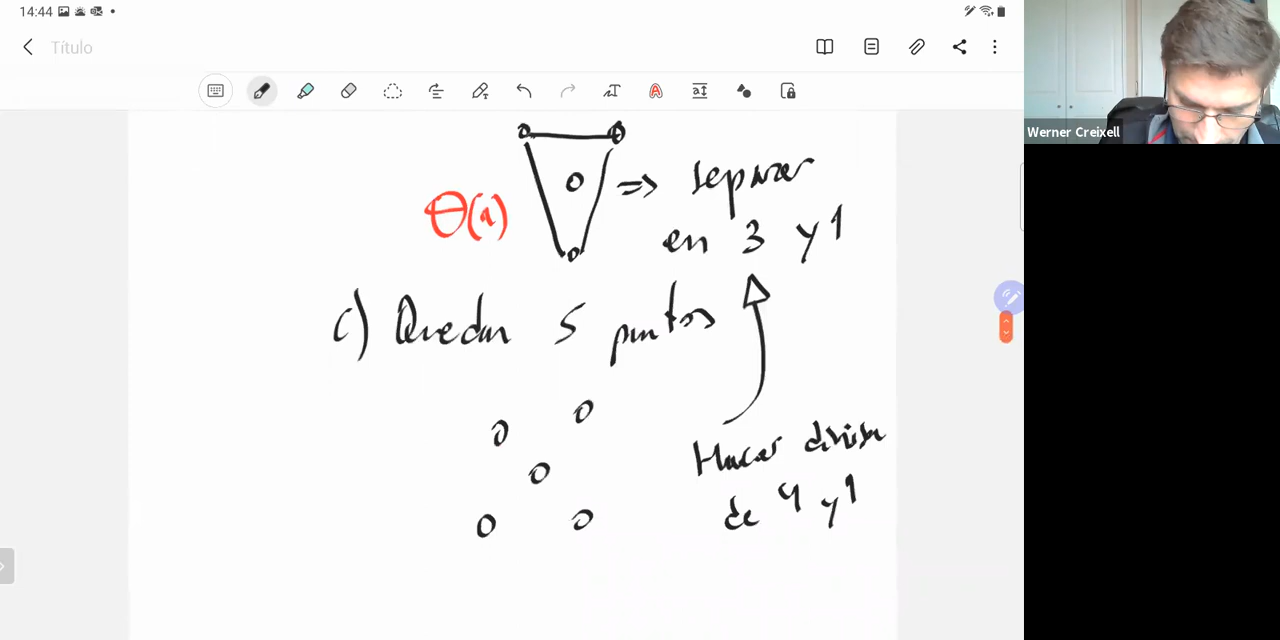 14:44
Título
Werner Creixell
θ(1) => separar
en 3 y 1
c) Quedan 5 puntos
Hacer división
de 4 y 1